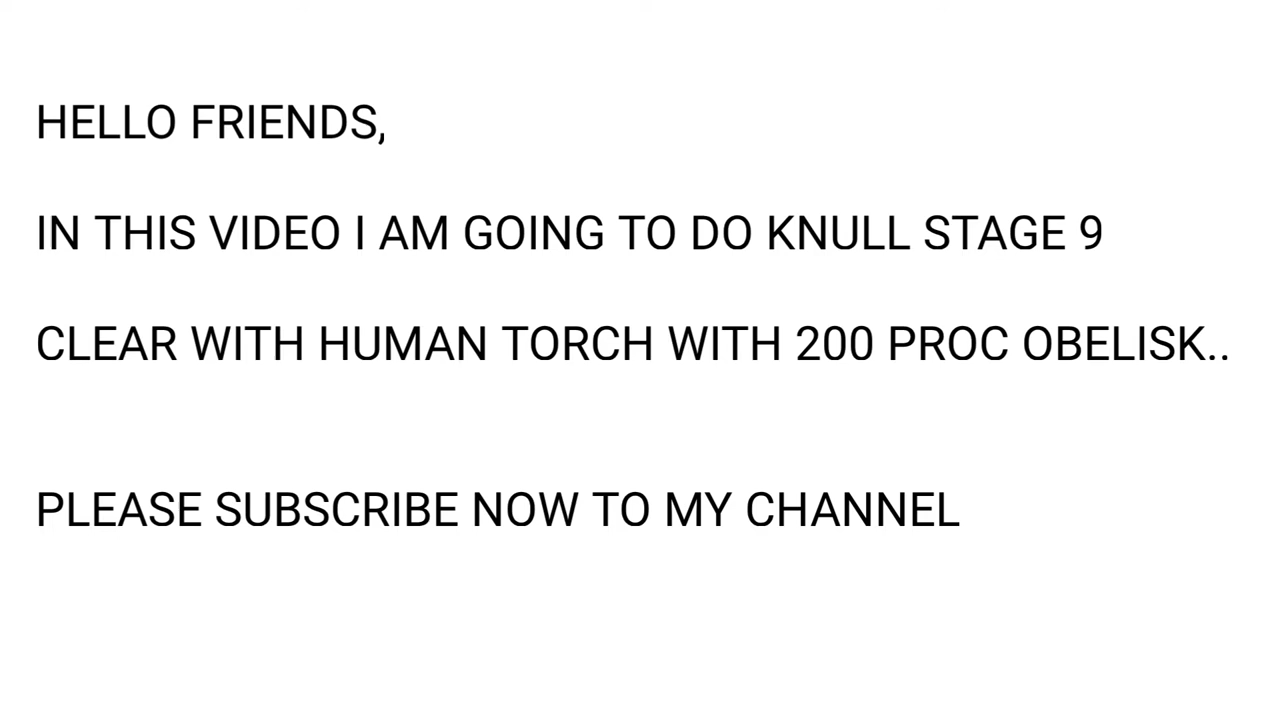 HELLO FRIENDS,
IN THIS VIDEO I AM GOING TO DO KNULL STAGE 9
CLEAR WITH HUMAN TORCH WITH 200 PROC OBELISK..
PLEASE SUBSCRIBE NOW TO MY CHANNEL